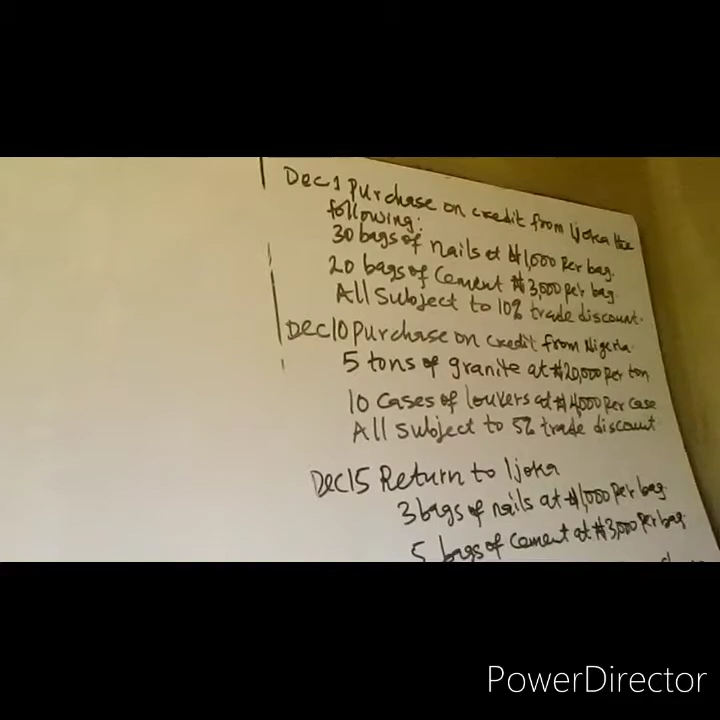 Dec 1 Purchase on credit from Ijoka the
following:
30 bags of nails at ₦1,000 per bag.
20 bags of cement ₦3,000 per bag.
All subject to 10% trade discount.
Dec 10 Purchase on credit from Nigeria
5 tons of granite at ₦20,000 per ton
10 cases of louvers at ₦4,000 per case
All subject to 5% trade discount
Dec 15 Return to Ijoka
3 bags of nails at ₦1,000 per bag
5 bags of cement at ₦3,000 per bag
PowerDirector